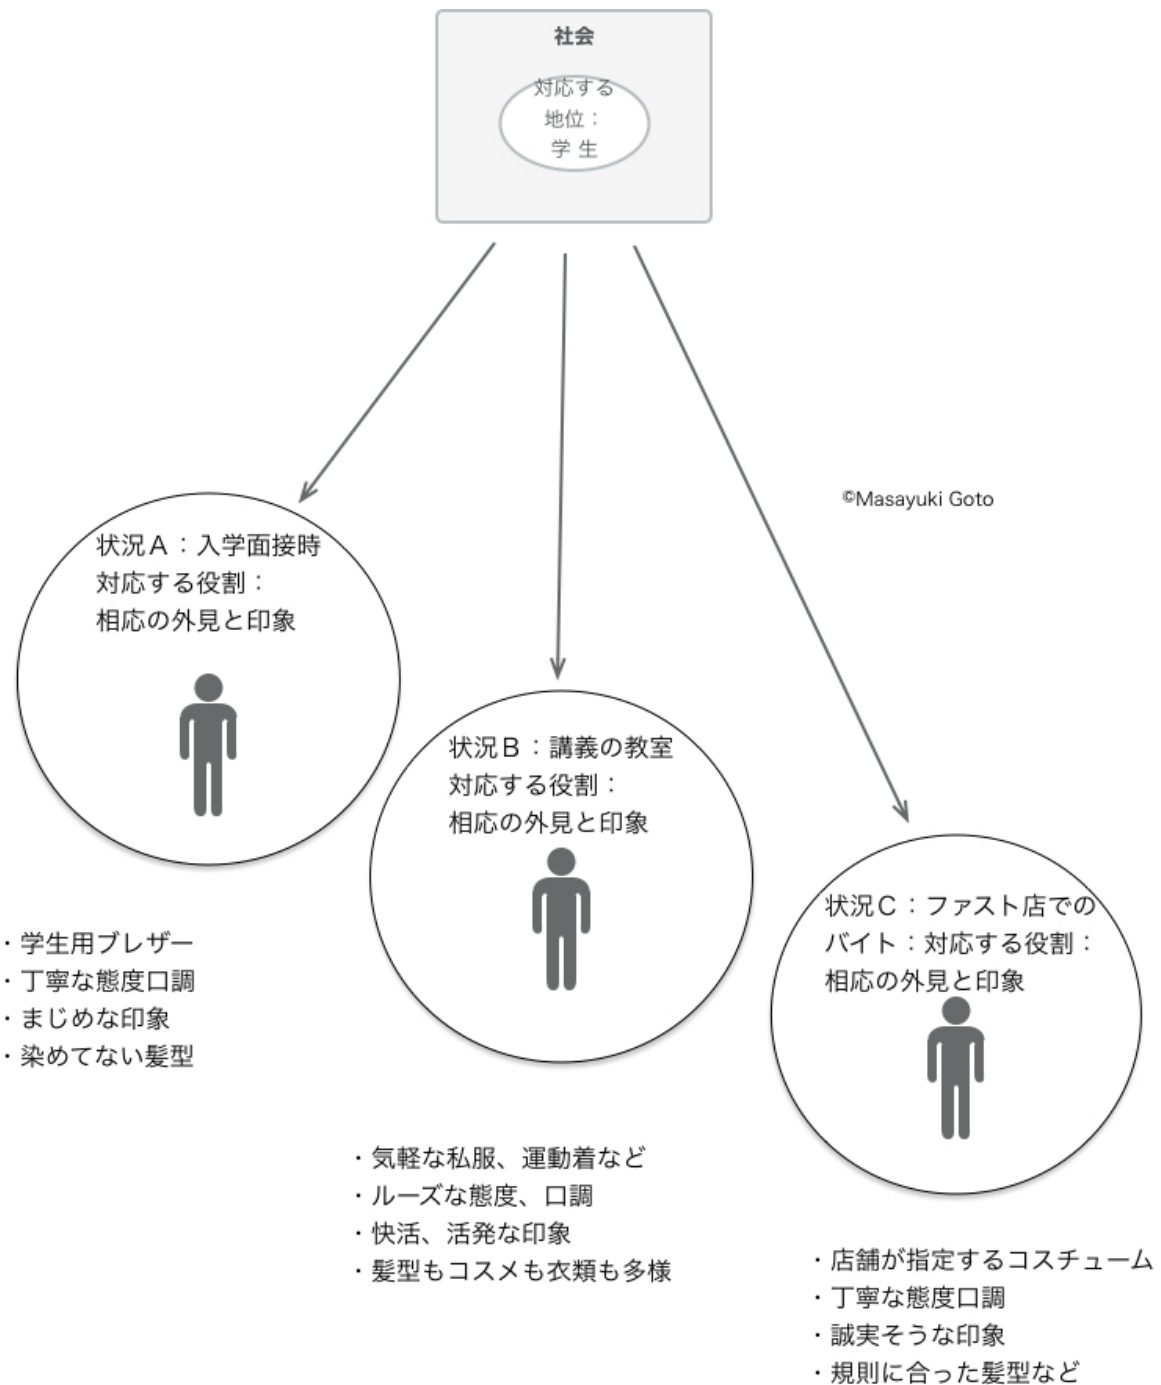 社会
対応する
地位：
学 生
©Masayuki Goto
状況Ａ：入学面接時
対応する役割：
相応の外見と印象
状況Ｂ：講義の教室
対応する役割：
相応の外見と印象
状況Ｃ：ファスト店での
バイト：対応する役割：
相応の外見と印象
・学生用ブレザー
・丁寧な態度口調
・まじめな印象
・染めてない髪型
・気軽な私服、運動着など
・ルーズな態度、口調
・快活、活発な印象
・髪型もコスメも衣類も多様
・店舗が指定するコスチューム
・丁寧な態度口調
・誠実そうな印象
・規則に合った髪型など